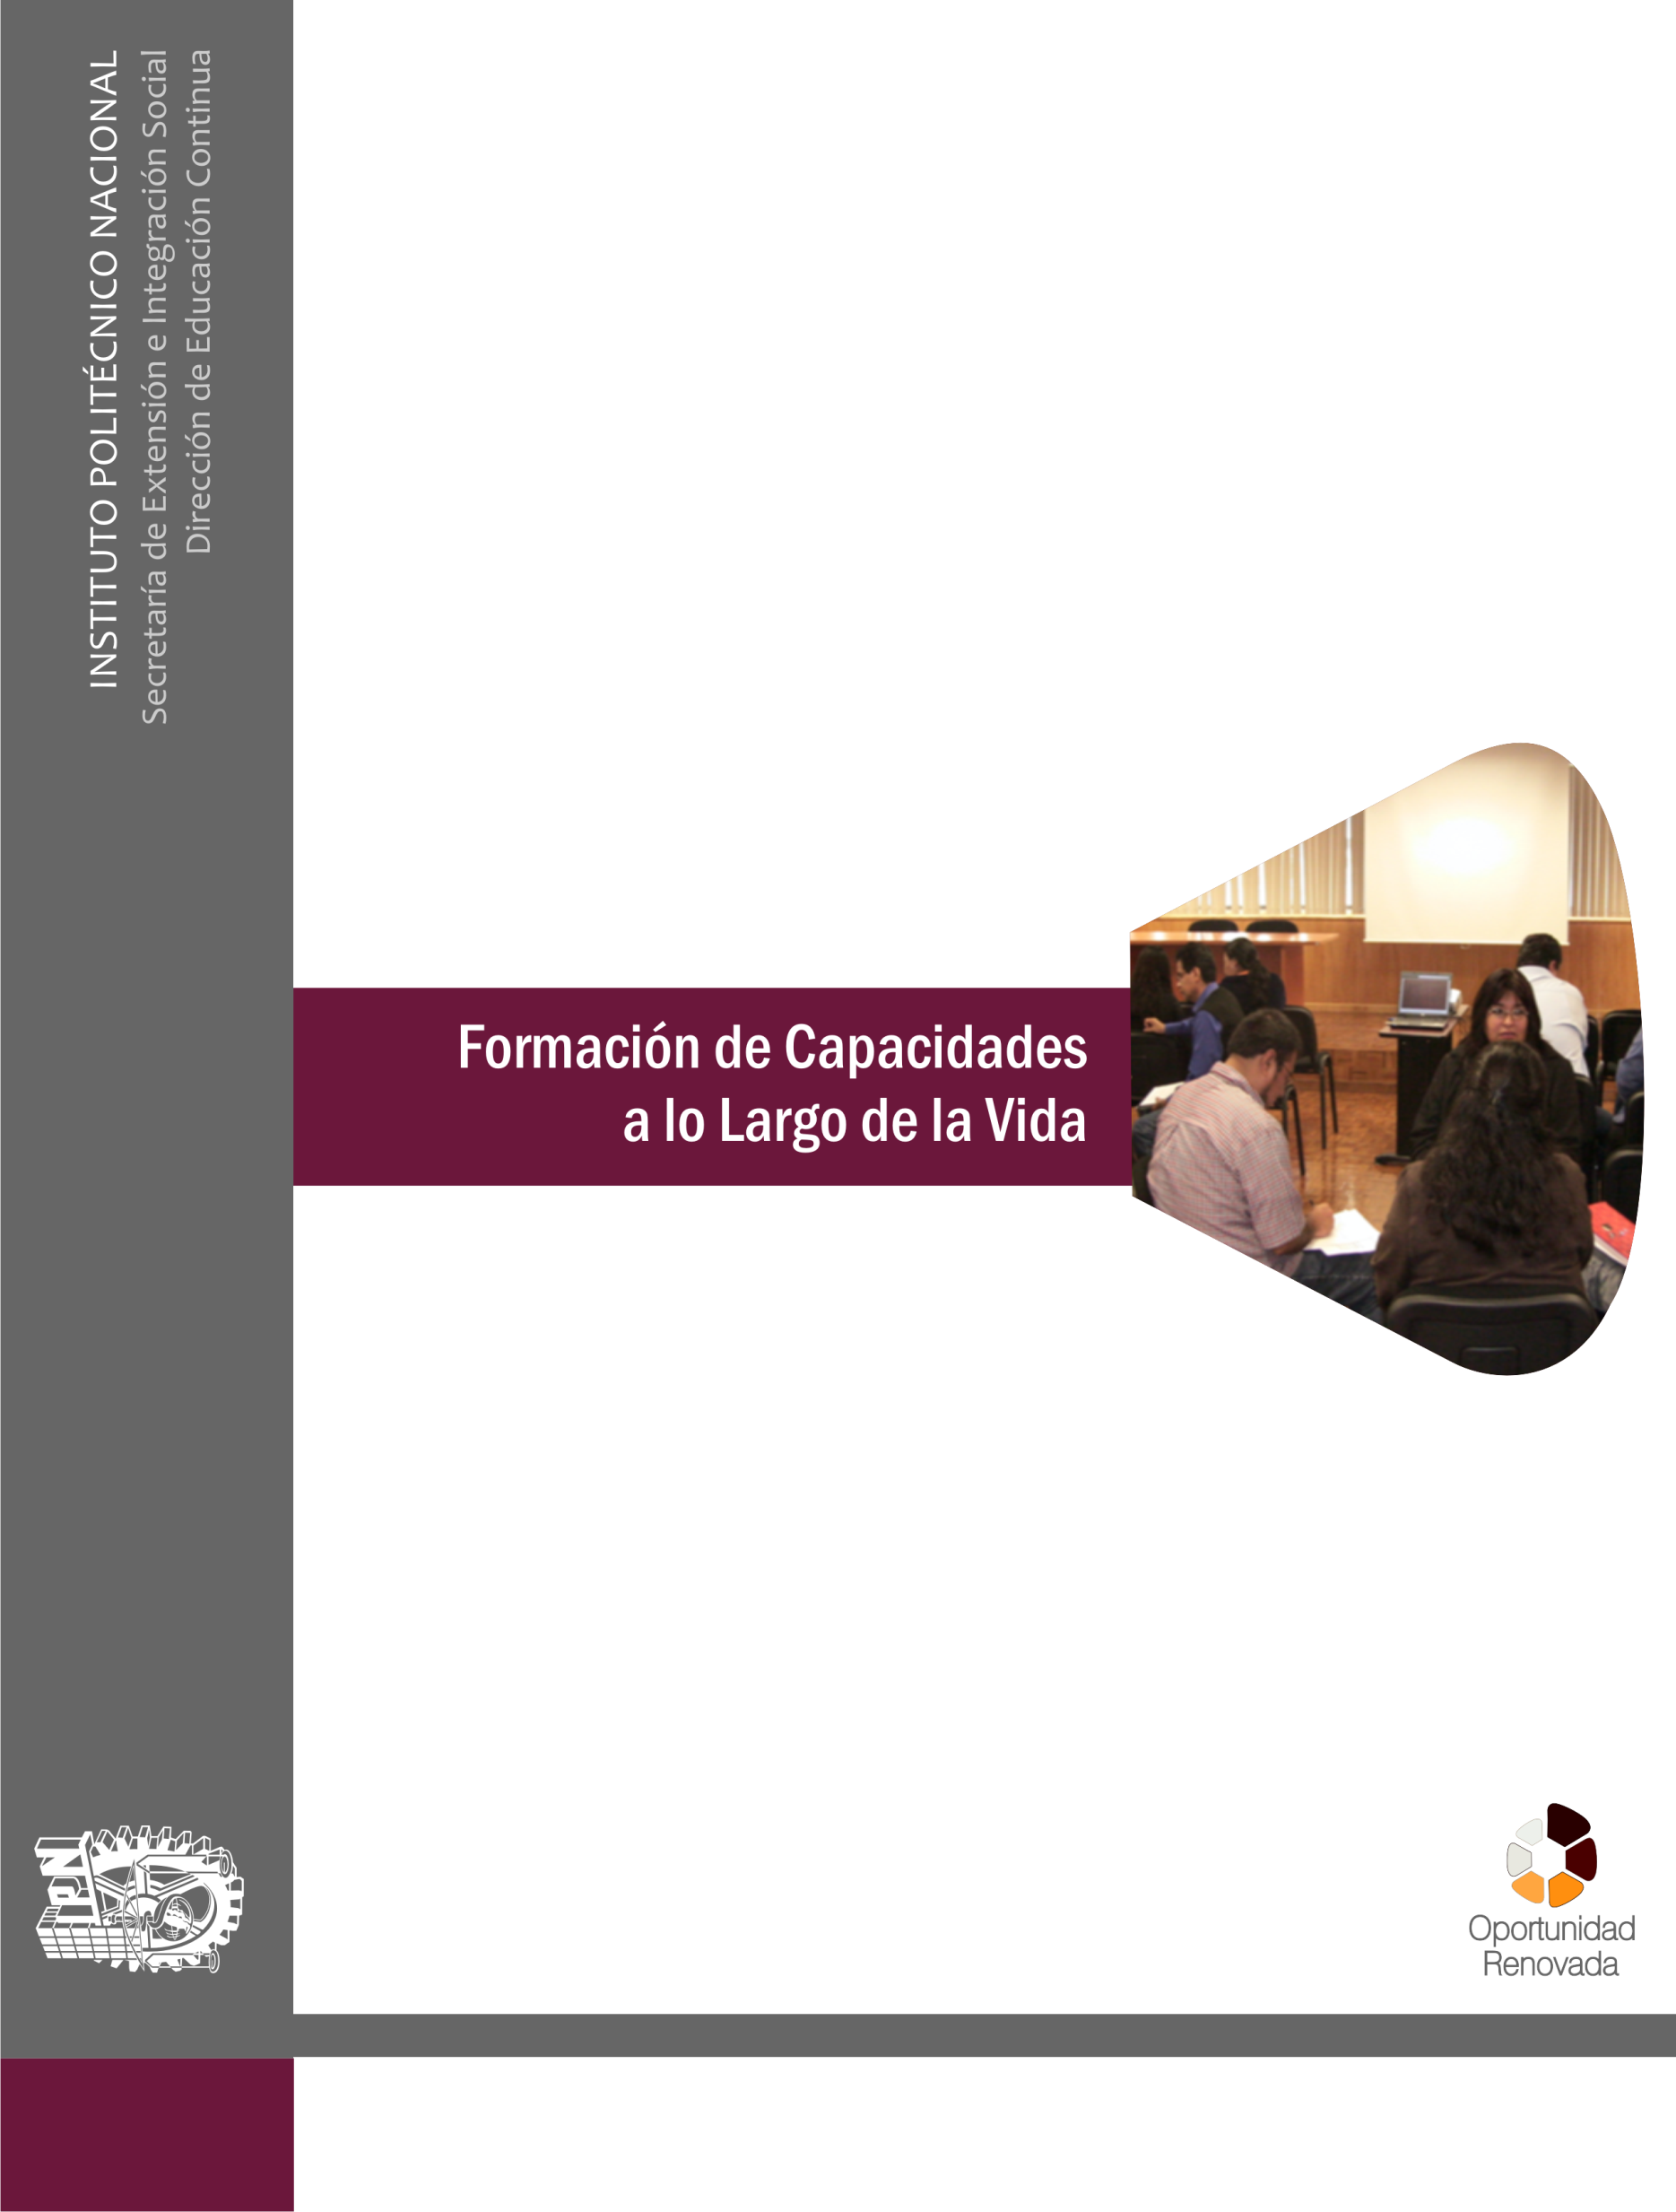 INSTITUTO POLITÉCNICO NACIONAL
Secretaría de Extensión e Integración Social
Dirección de Educación Continua
Formación de Capacidades
a lo Largo de la Vida
IPN
Oportunidad
Renovada